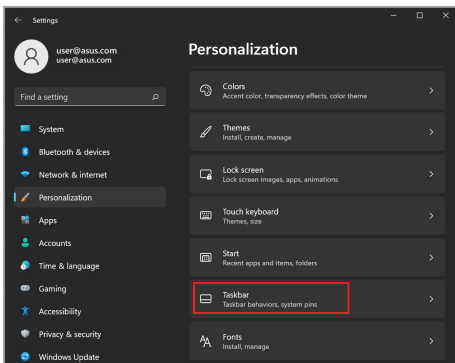 Settings
user@asus.com
user@asus.com
Find a setting
System
Bluetooth & devices
Network & internet
Personalization
Apps
Accounts
Time & language
Gaming
Accessibility
Privacy & security
Windows Update
Personalization
Colors
Accent color, transparency effects, color theme
Themes
Install, create, manage
Lock screen
Lock screen images, apps, animations
Touch keyboard
Themes, size
Start
Recent apps and items, folders
Taskbar
Taskbar behaviors, system pins
Fonts
Install, manage